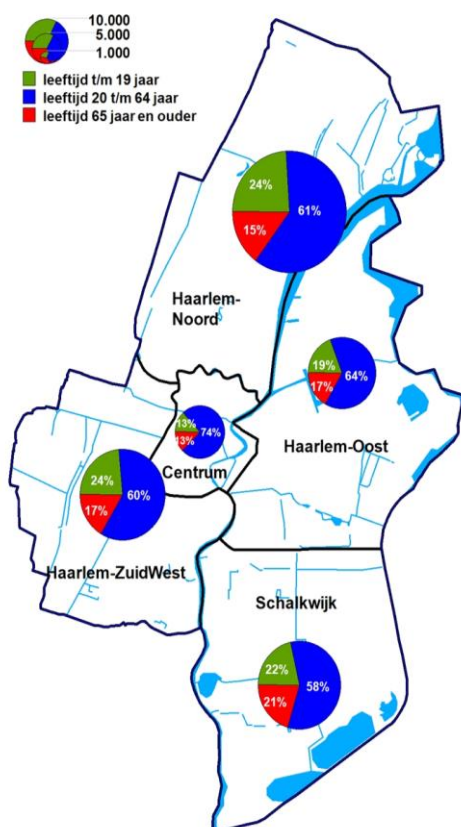 10.000
5.000
1.000
leeftijd t/m 19 jaar
leeftijd 20 t/m 64 jaar
leeftijd 65 jaar en ouder
24%
61%
15%
Haarlem-
Noord
19%
64%
17%
Haarlem-Oost
13%
74%
13%
Centrum
24%
60%
17%
Haarlem-ZuidWest
Schalkwijk
22%
58%
21%